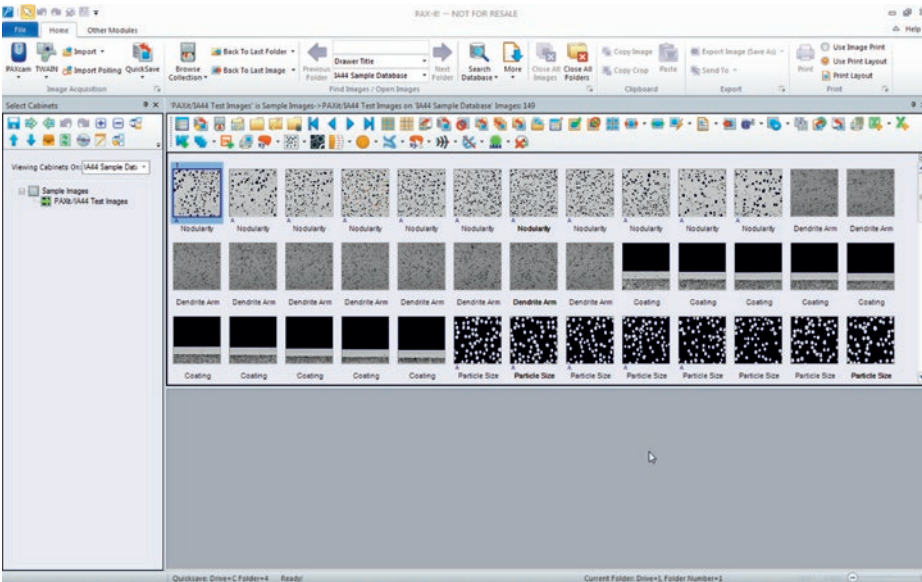 PAX-it! -- NOT FOR RESALE
File Home Other Modules Help
PAXcam TWAIN Import Import Polling QuickSave
Image Acquisition
Browse Collection Back To Last Folder Back To Last Image Previous Folder Drawer Title IA44 Sample Database Next Folder Search Database More Close All Images Close All Folders
Find Images / Open Images
Copy Image Copy Crop Paste
Clipboard
Export Image (Save As) Send To
Export
Print Use Image Print Use Print Layout Print Layout
Print
Select Cabinets
'PAXit/IA44 Test Images' is Sample Images->PAXit/IA44 Test Images on 'IA44 Sample Database' Images: 149
Viewing Cabinets On: IA44 Sample Dat
Sample Images
PAXit/IA44 Test Images
Nodularity Nodularity Nodularity Nodularity Nodularity Nodularity Nodularity Nodularity Nodularity Nodularity Nodularity Dendrite Arm Dendrite Arm
Dendrite Arm Dendrite Arm Dendrite Arm Dendrite Arm Dendrite Arm Dendrite Arm Dendrite Arm Dendrite Arm Coating Coating Coating Coating Coating
Coating Coating Coating Coating Coating Particle Size Particle Size Particle Size Particle Size Particle Size Particle Size Particle Size Particle Size
Quicksave: Drive=C Folder=4 Ready! Current Folder: Drive=L Folder Number=1